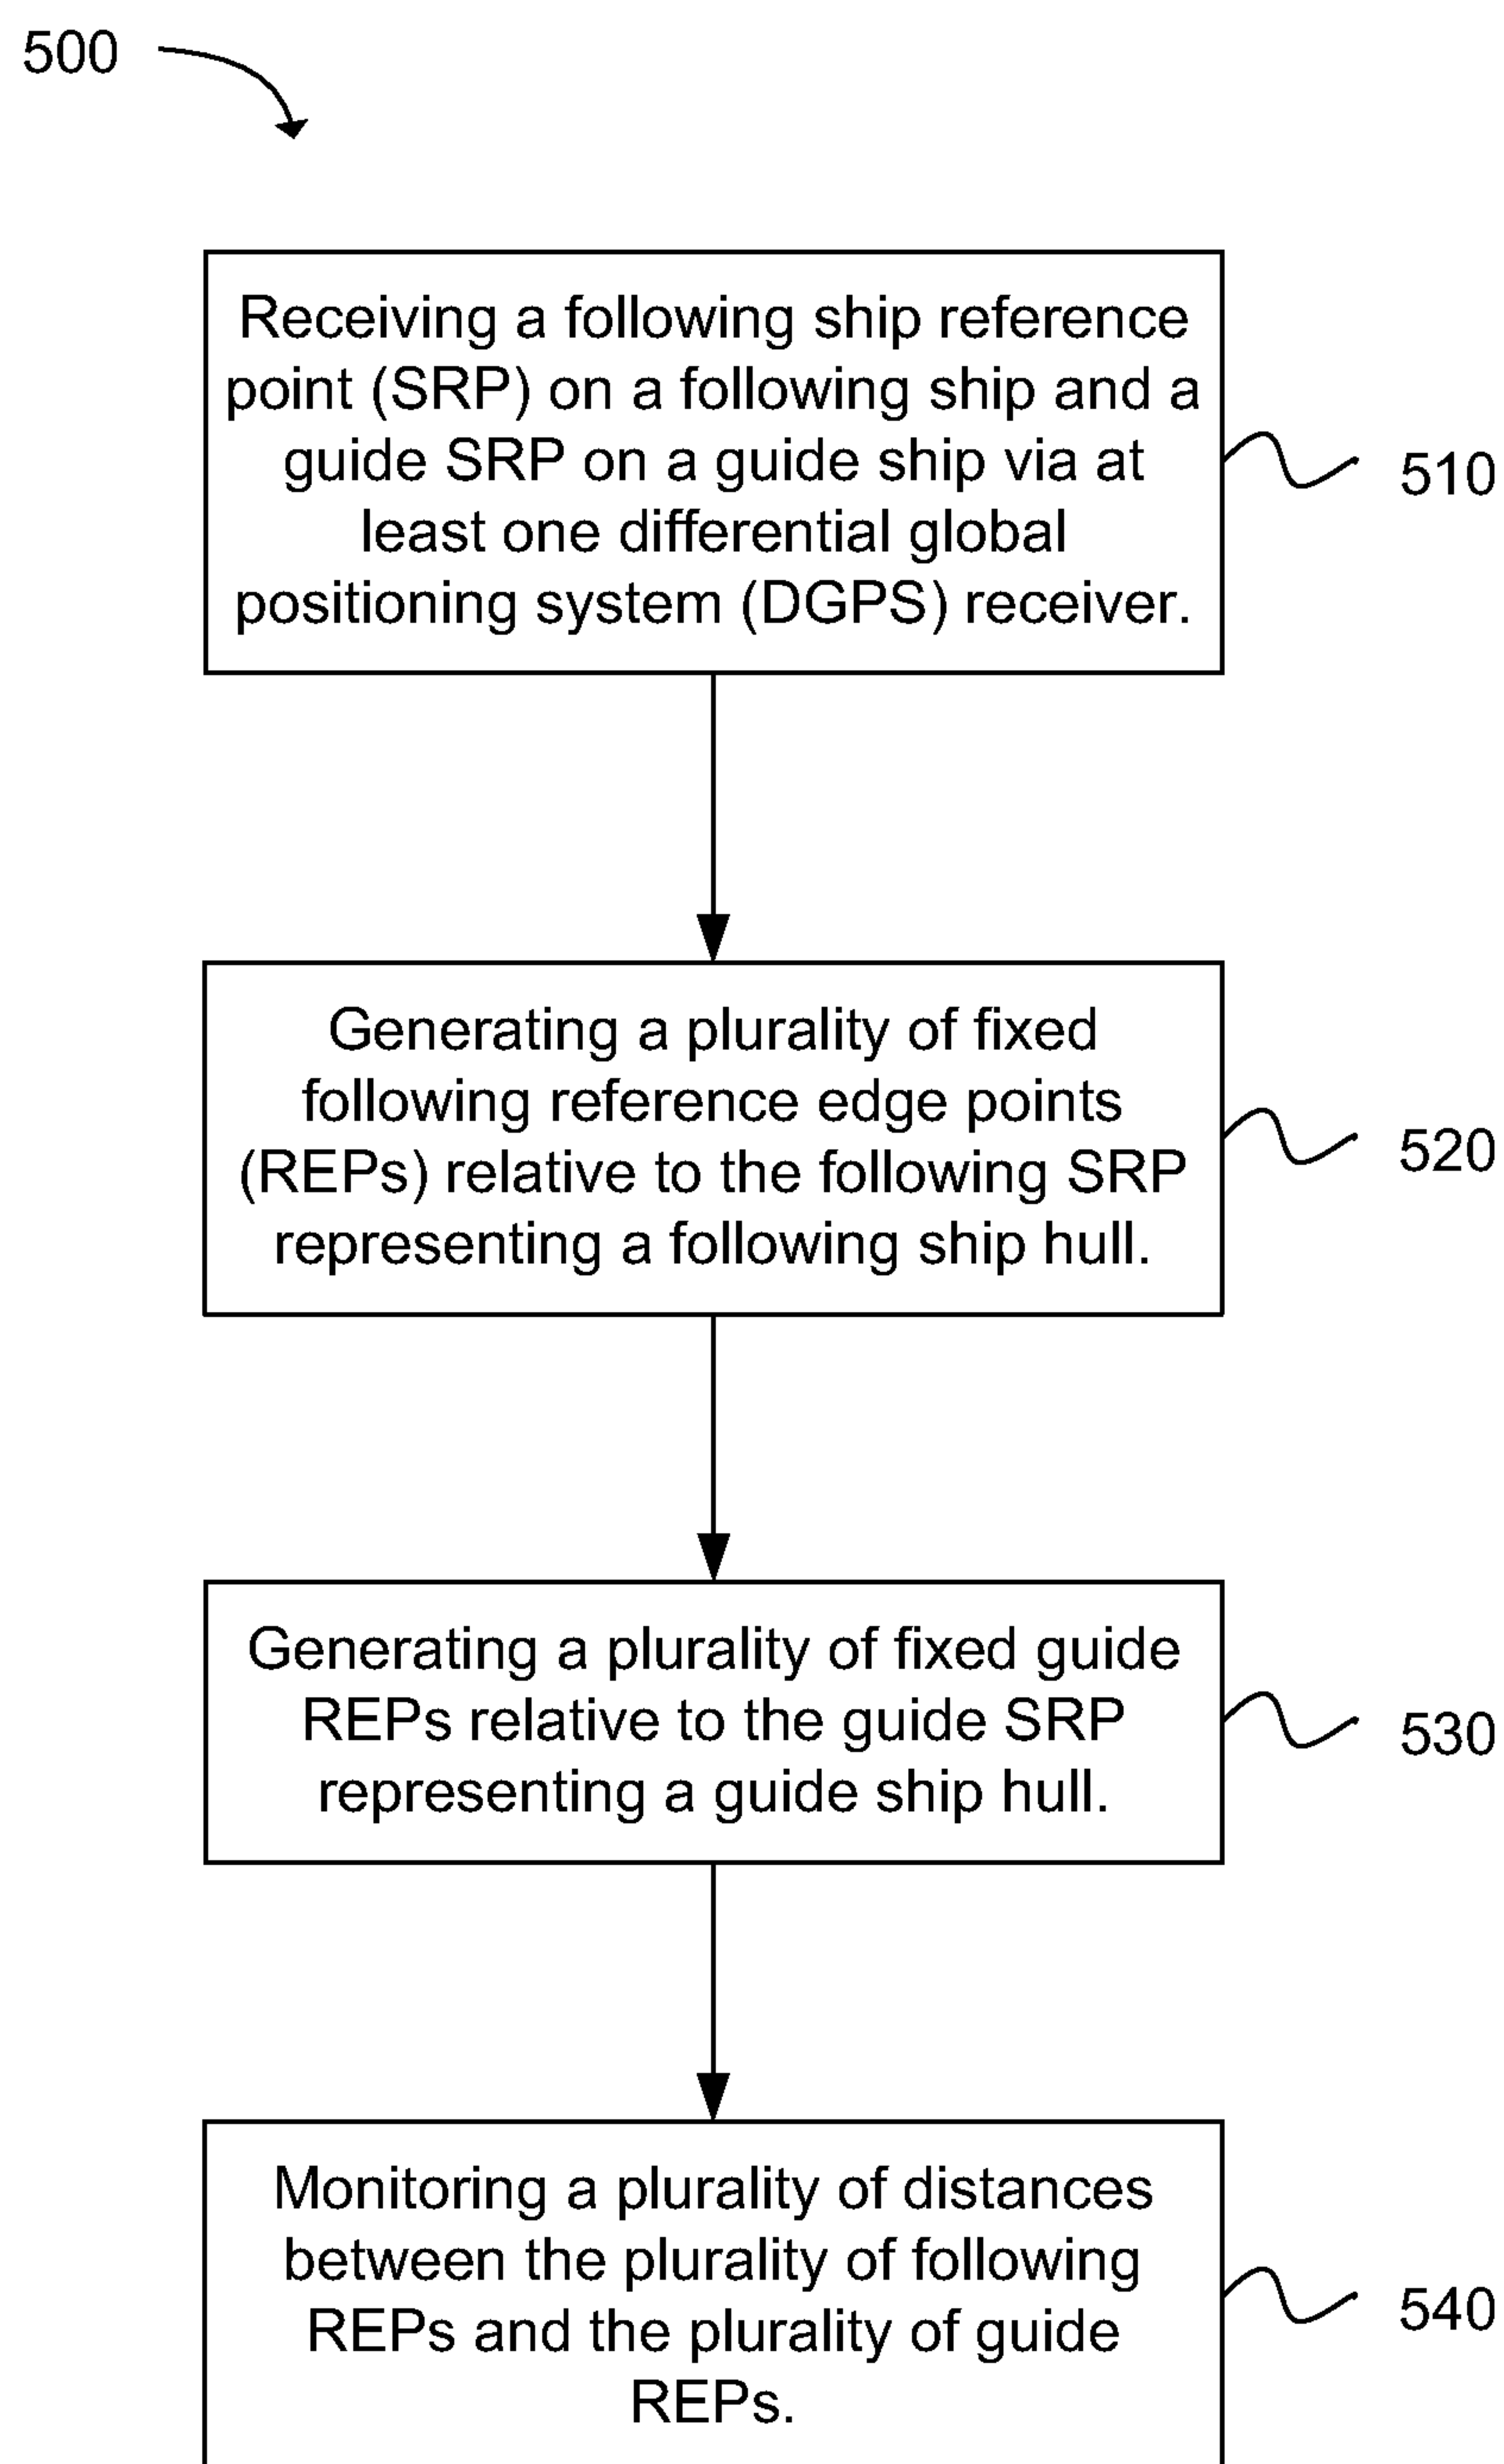 500
Receiving a following ship reference
point (SRP) on a following ship and a
guide SRP on a guide ship via at
least one differential global
positioning system (DGPS) receiver.
510
Generating a plurality of fixed
following reference edge points
(REPs) relative to the following SRP
representing a following ship hull.
520
Generating a plurality of fixed guide
REPs relative to the guide SRP
representing a guide ship hull.
530
Monitoring a plurality of distances
between the plurality of following
REPs and the plurality of guide
REPs.
540